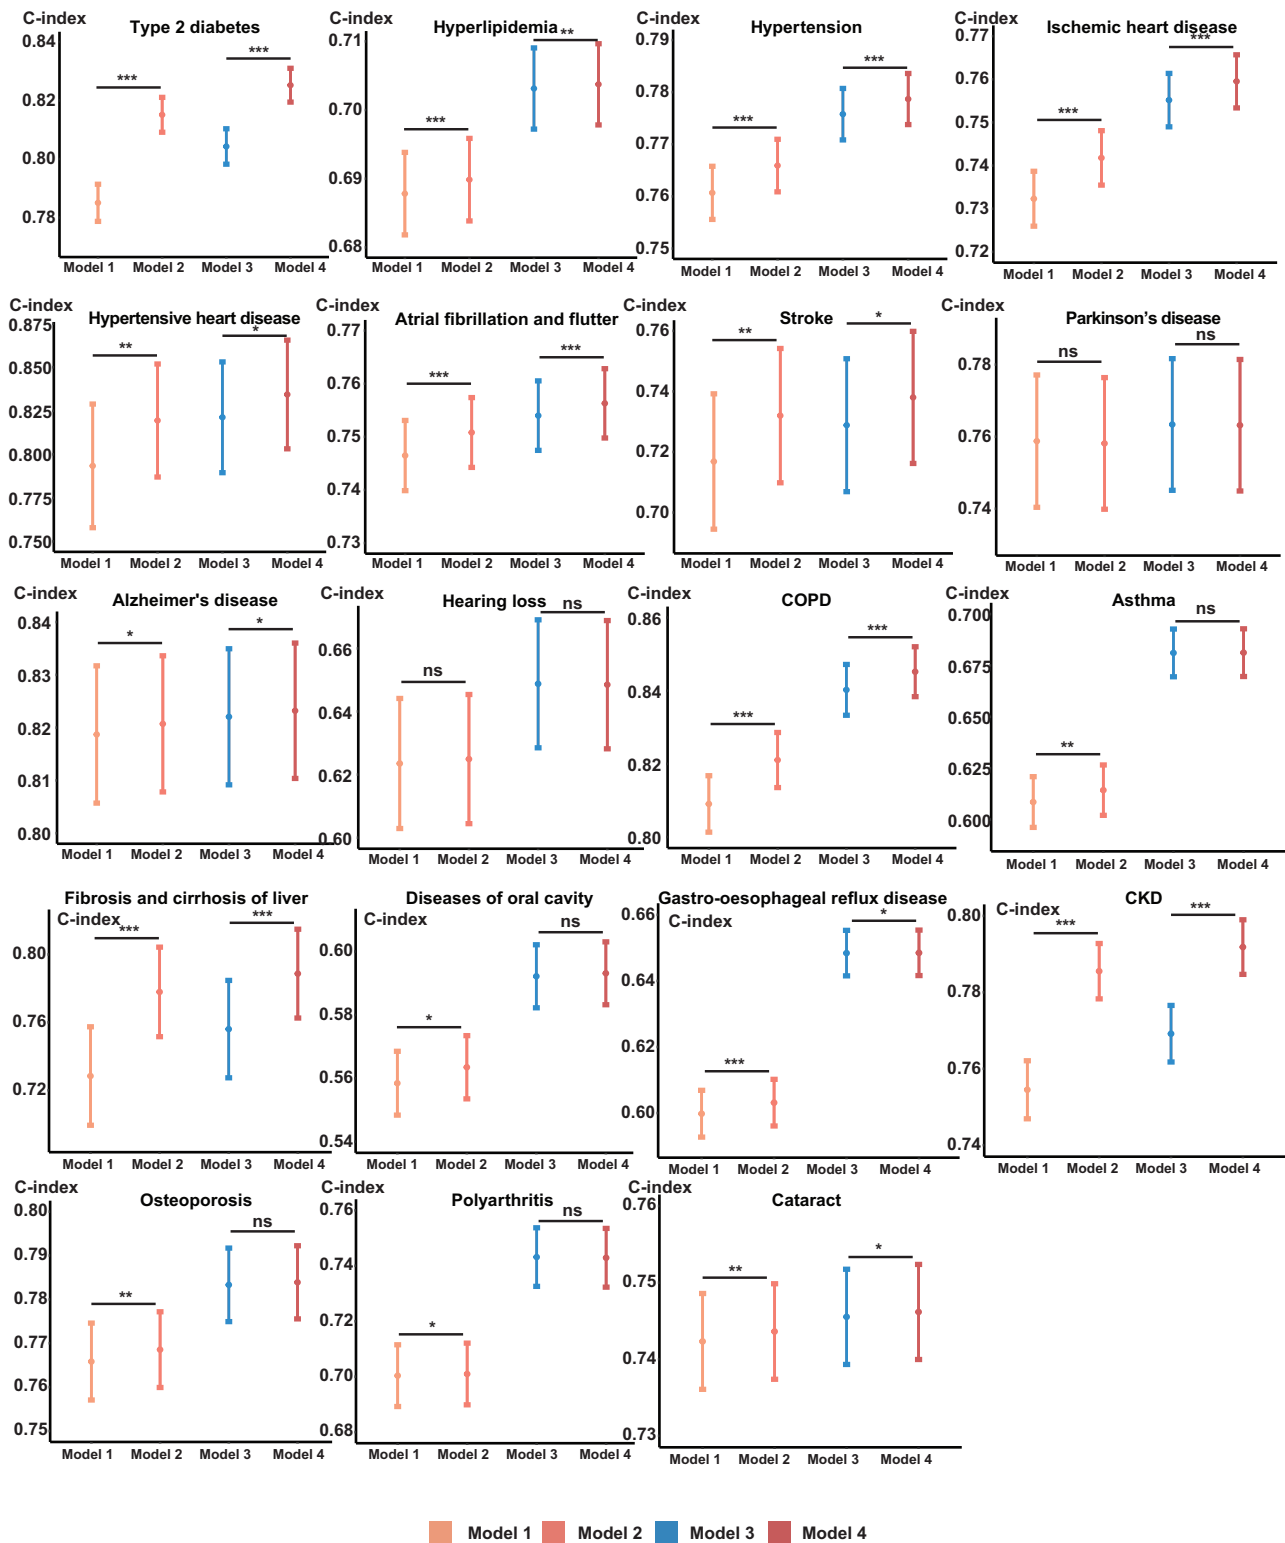 C-index
Type 2 diabetes
0.84
0.82
0.80
0.78
***
***
Model 1 Model 2 Model 3 Model 4
C-index
Hyperlipidemia
0.71
0.70
0.69
0.68
***
**
Model 1 Model 2 Model 3 Model 4
C-index
Hypertension
0.79
0.78
0.77
0.76
0.75
***
***
Model 1 Model 2 Model 3 Model 4
C-index
Ischemic heart disease
0.77
0.76
0.75
0.74
0.73
0.72
***
***
Model 1 Model 2 Model 3 Model 4
C-index
Hypertensive heart disease
0.875
0.850
0.825
0.800
0.775
0.750
**
*
Model 1 Model 2 Model 3 Model 4
C-index
Atrial fibrillation and flutter
0.77
0.76
0.75
0.74
0.73
***
***
Model 1 Model 2 Model 3 Model 4
C-index
Stroke
0.76
0.74
0.72
0.70
**
*
Model 1 Model 2 Model 3 Model 4
C-index
Parkinson's disease
0.78
0.76
0.74
ns
ns
Model 1 Model 2 Model 3 Model 4
C-index
Alzheimer's disease
0.84
0.83
0.82
0.81
0.80
*
*
Model 1 Model 2 Model 3 Model 4
C-index
Hearing loss
0.66
0.64
0.62
0.60
ns
ns
Model 1 Model 2 Model 3 Model 4
C-index
COPD
0.86
0.84
0.82
0.80
***
***
Model 1 Model 2 Model 3 Model 4
C-index
Asthma
0.700
0.675
0.650
0.625
0.600
**
ns
Model 1 Model 2 Model 3 Model 4
Fibrosis and cirrhosis of liver
C-index
0.80
0.76
0.72
***
***
Model 1 Model 2 Model 3 Model 4
Diseases of oral cavity
C-index
0.60
0.58
0.56
0.54
*
ns
Model 1 Model 2 Model 3 Model 4
Gastro-oesophageal reflux disease
C-index
0.66
0.64
0.62
0.60
***
*
Model 1 Model 2 Model 3 Model 4
CKD
C-index
0.80
0.78
0.76
0.74
***
***
Model 1 Model 2 Model 3 Model 4
C-index
Osteoporosis
0.80
0.79
0.78
0.77
0.76
0.75
**
ns
Model 1 Model 2 Model 3 Model 4
C-index
Polyarthritis
0.76
0.74
0.72
0.70
0.68
*
ns
Model 1 Model 2 Model 3 Model 4
C-index
Cataract
0.76
0.75
0.74
0.73
**
*
Model 1 Model 2 Model 3 Model 4
Model 1 Model 2 Model 3 Model 4